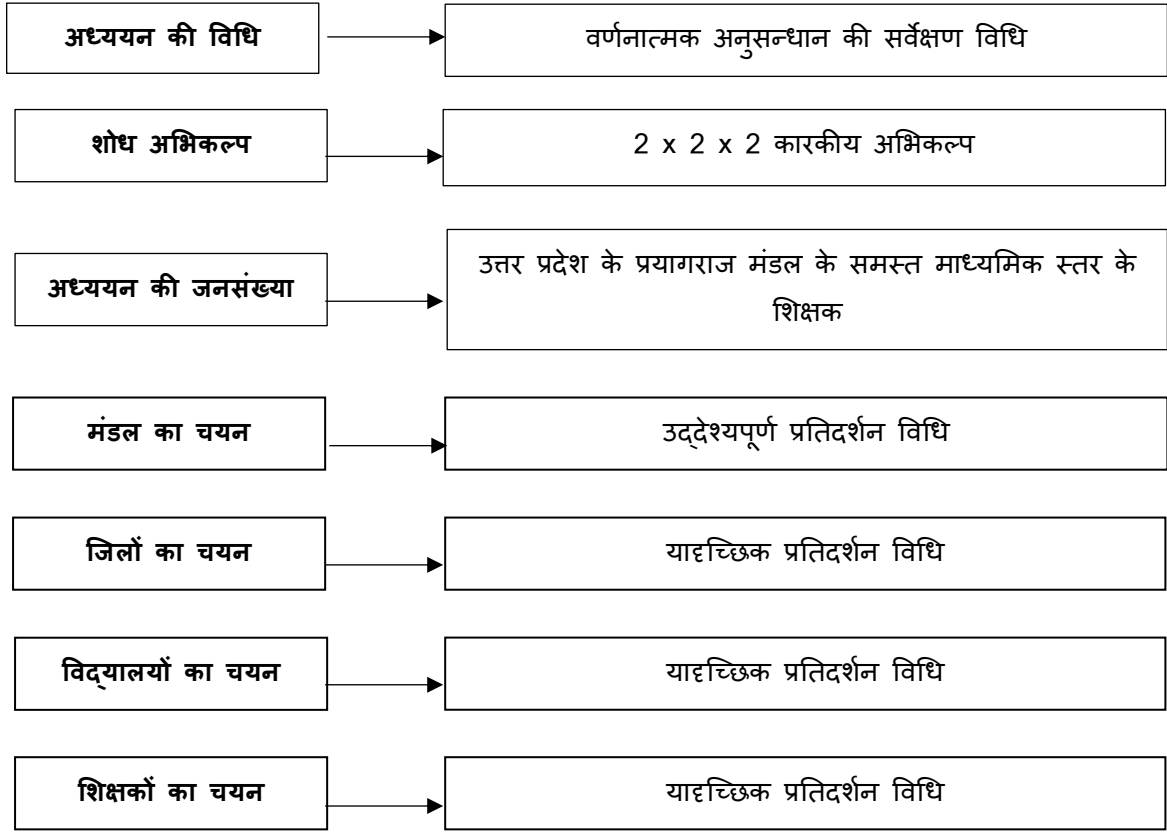 अध्ययन की विधि
वर्णनात्मक अनुसन्धान की सर्वेक्षण विधि
शोध अभिकल्प
2 x 2 x 2 कारकीय अभिकल्प
अध्ययन की जनसंख्या
उत्तर प्रदेश के प्रयागराज मंडल के समस्त माध्यमिक स्तर के
शिक्षक
मंडल का चयन
उद्देश्यपूर्ण प्रतिदर्शन विधि
जिलों का चयन
यादृच्छिक प्रतिदर्शन विधि
विद्यालयों का चयन
यादृच्छिक प्रतिदर्शन विधि
शिक्षकों का चयन
यादृच्छिक प्रतिदर्शन विधि